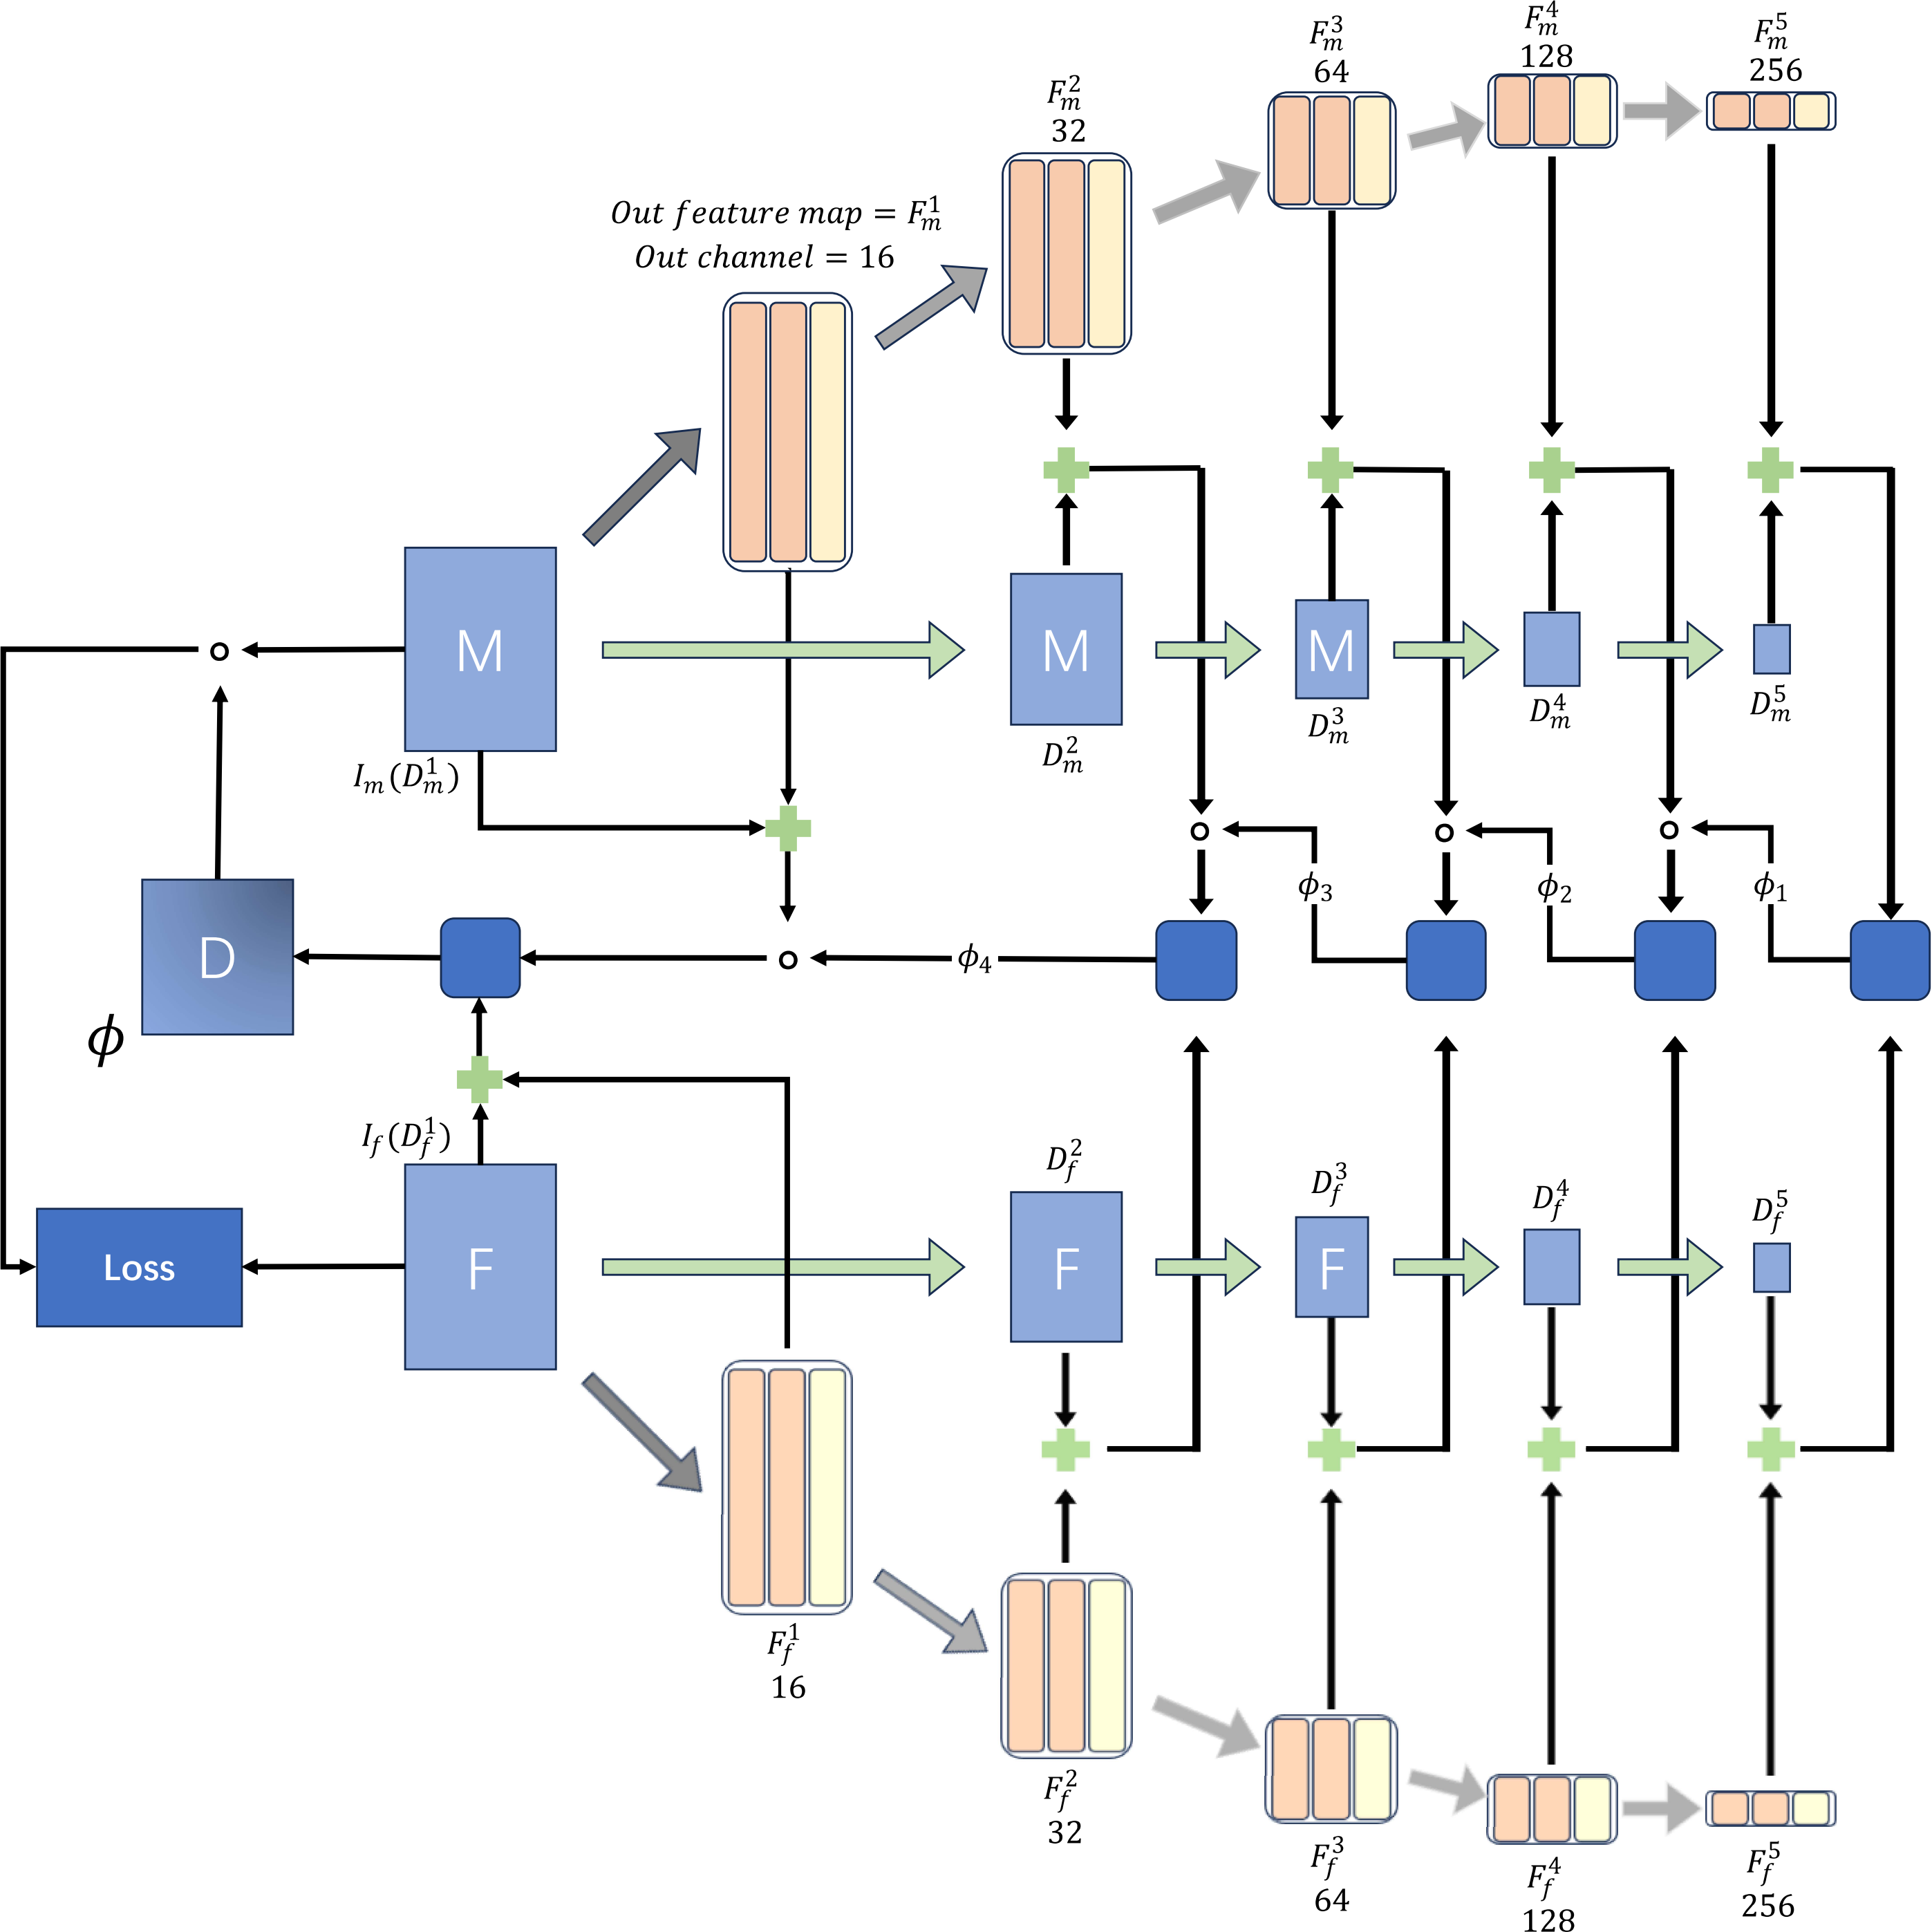 F_m^4
128
F_m^5
256
F_m^3
64
F_m^2
32
Out feature map = F_m^1
Out channel = 16
M
M
M
I_m(D_m^1)
D_m^2
D_m^3
D_m^4
D_m^5
ϕ_3
ϕ_2
ϕ_1
D
ϕ_4
ϕ
I_f(D_f^1)
D_f^2
D_f^3
D_f^4
D_f^5
Loss
F
F
F
F_f^1
16
F_f^2
32
F_f^3
64
F_f^4
128
F_f^5
256